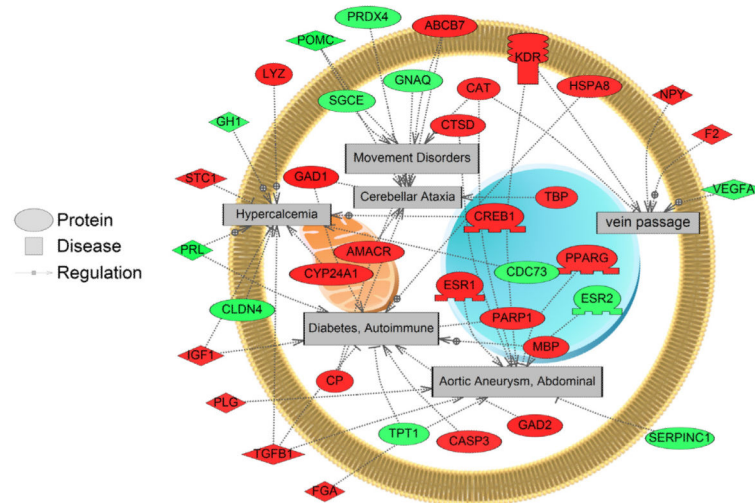 PRDX4
ABCB7
POMC
KDR
LYZ
GNAQ
CAT
HSPA8
NPY
SGCE
GH1
CTSD
F2
Movement Disorders
STC1
GAD1
VEGFA
Cerebellar Ataxia
TBP
Protein
Hypercalcemia
CREB1
vein passage
Disease
PRL
AMACR
PPARG
Regulation
CYP24A1
CDC73
ESR1
ESR2
CLDN4
PARP1
Diabetes, Autoimmune
MBP
IGF1
CP
Aortic Aneurysm, Abdominal
PLG
GAD2
TPT1
SERPINC1
CASP3
TGFB1
FGA